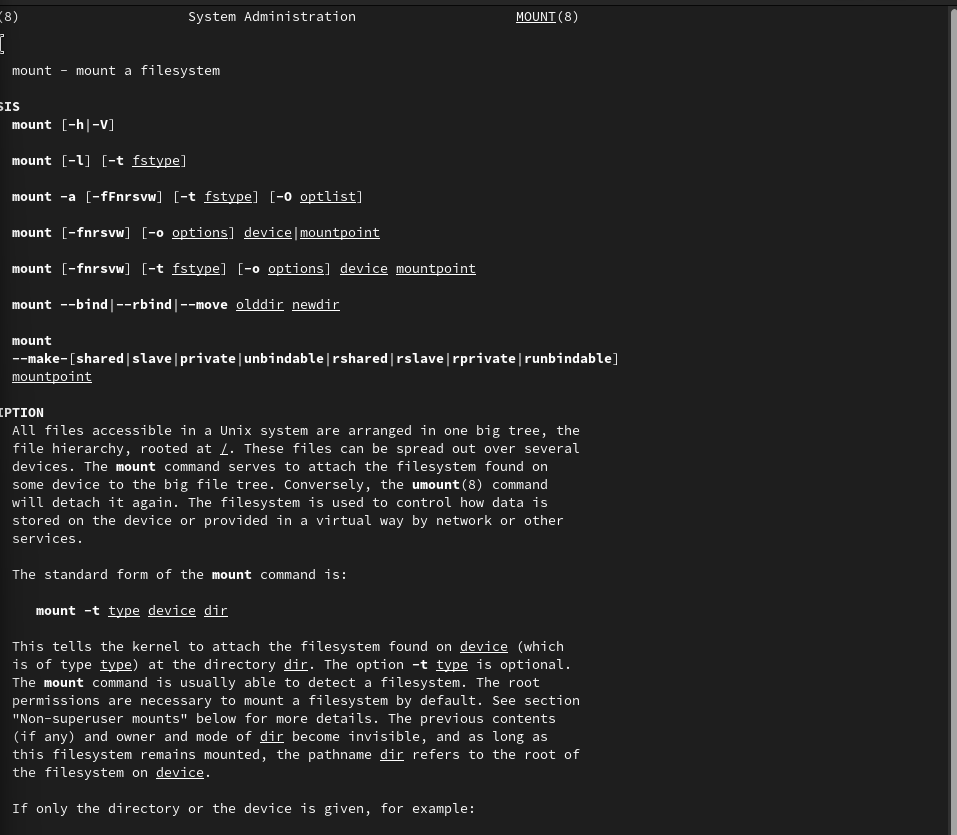 (8) System Administration MOUNT(8)
mount - mount a filesystem
SIS
mount [-h|-V]
mount [-l] [-t fstype]
mount -a [-fFnrsvw] [-t fstype] [-O optlist]
mount [-fnrsvw] [-o options] device|mountpoint
mount [-fnrsvw] [-t fstype] [-o options] device mountpoint
mount --bind|--rbind|--move olddir newdir
mount
--make-[shared|slave|private|unbindable|rshared|rslave|rprivate|runbindable]
mountpoint
IPTION
All files accessible in a Unix system are arranged in one big tree, the
file hierarchy, rooted at /. These files can be spread out over several
devices. The mount command serves to attach the filesystem found on
some device to the big file tree. Conversely, the umount(8) command
will detach it again. The filesystem is used to control how data is
stored on the device or provided in a virtual way by network or other
services.
The standard form of the mount command is:
mount -t type device dir
This tells the kernel to attach the filesystem found on device (which
is of type type) at the directory dir. The option -t type is optional.
The mount command is usually able to detect a filesystem. The root
permissions are necessary to mount a filesystem by default. See section
"Non-superuser mounts" below for more details. The previous contents
(if any) and owner and mode of dir become invisible, and as long as
this filesystem remains mounted, the pathname dir refers to the root of
the filesystem on device.
If only the directory or the device is given, for example: